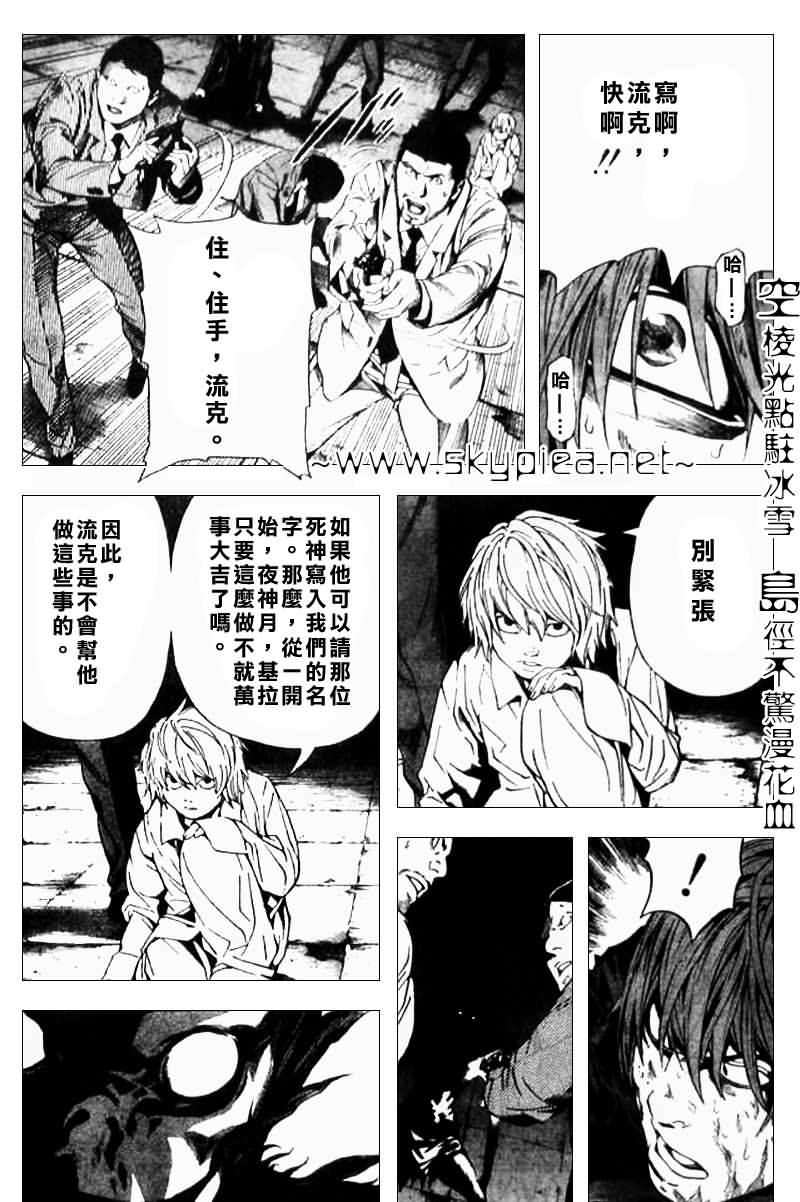 寫啊，
流克，
快啊!!
哈—…
哈—…
住、住手，流克。
~www.skypiea.net~
空棱光點駐冰雪—島徑不驚漫花血
別緊張
如果他可以請那位
死神寫入我們的名
字。那麼，從一開
始，夜神月，基拉
只要這麼做不就萬
事大吉了嗎。
因此，
流克是不會幫他
做這些事的。
！